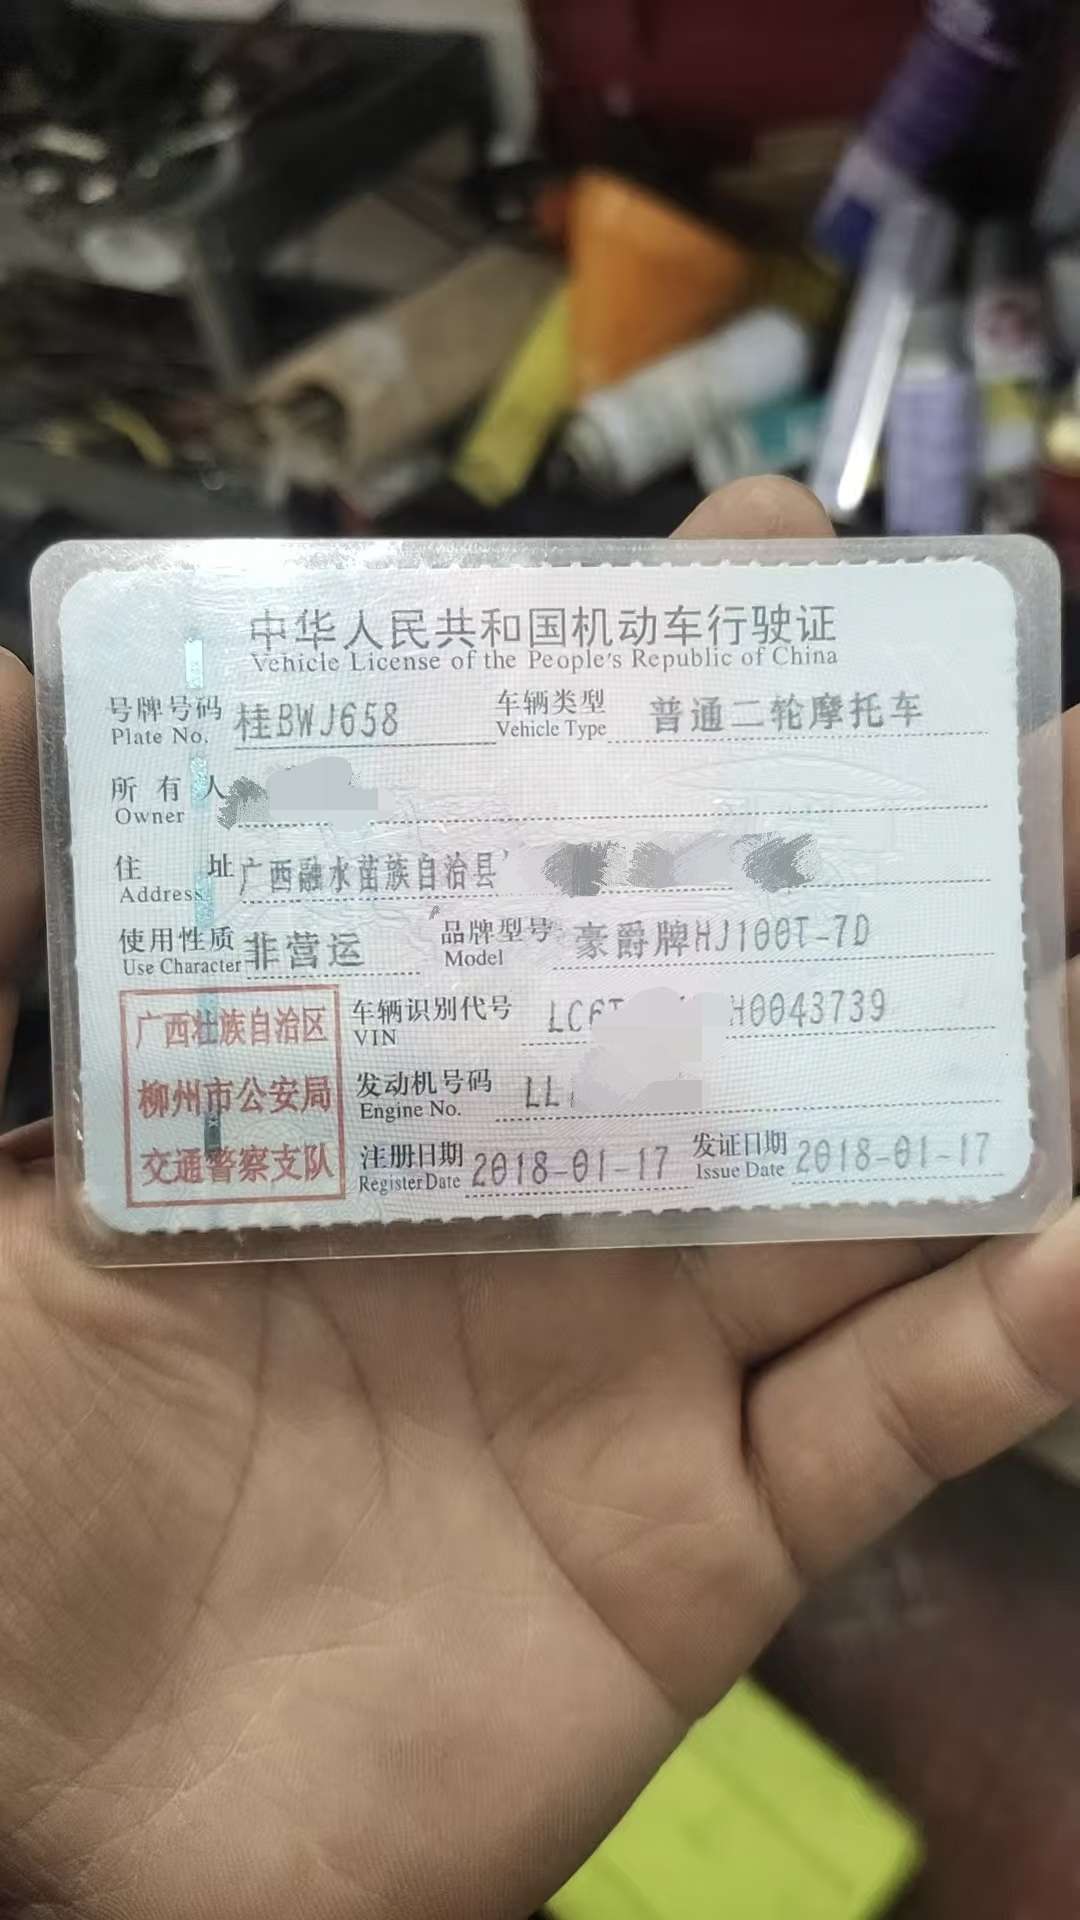 中华人民共和国机动车行驶证
Vehicle License of the People's Republic of China
号牌号码 桂BWJ658 车辆类型 普通二轮摩托车
Plate No. Vehicle Type
所有人
Owner
住址 广西融水苗族自治县
Address
使用性质 非营运 品牌型号 豪爵牌HJ100T-7D
Use Character Model
广西壮族自治区
柳州市公安局
交通警察支队
车辆识别代号 LC6 H0043739
VIN
发动机号码 LL
Engine No.
注册日期 2018-01-17 发证日期 2018-01-17
Register Date Issue Date